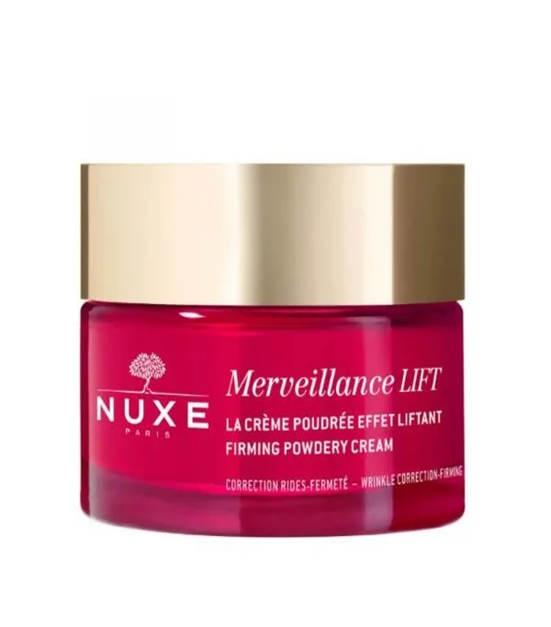 NUXE
PARIS
Merveillance LIFT
LA CRÈME POUDRÉE EFFET LIFTANT
FIRMING POWDERY CREAM
CORRECTION RIDES-FERMETÉ – WRINKLE CORRECTION-FIRMING